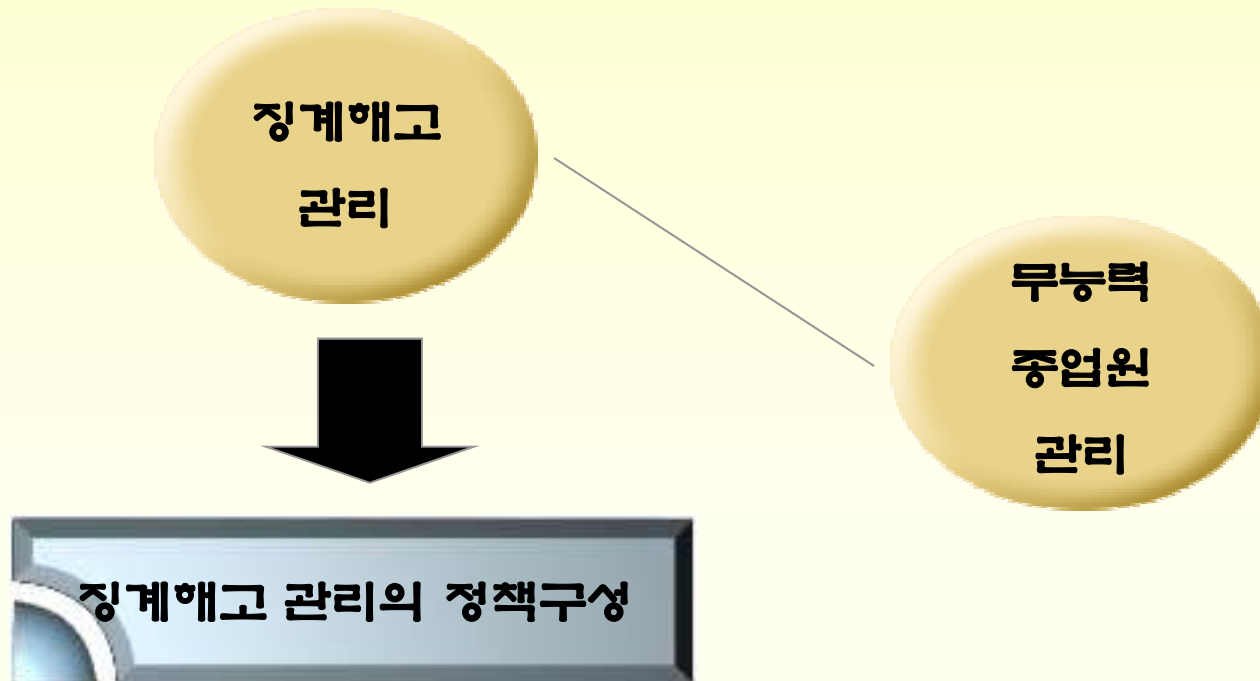 징계해고
관리
무능력
종업원
관리
징계해고 관리의 정책구성